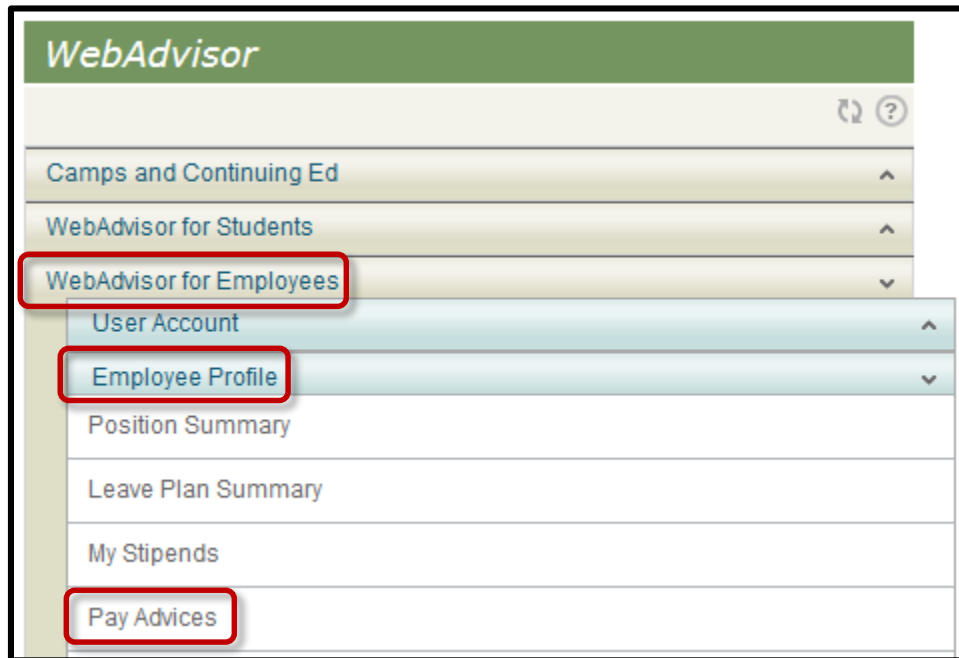 WebAdvisor
?
Camps and Continuing Ed
WebAdvisor for Students
WebAdvisor for Employees
User Account
Employee Profile
Position Summary
Leave Plan Summary
My Stipends
Pay Advices